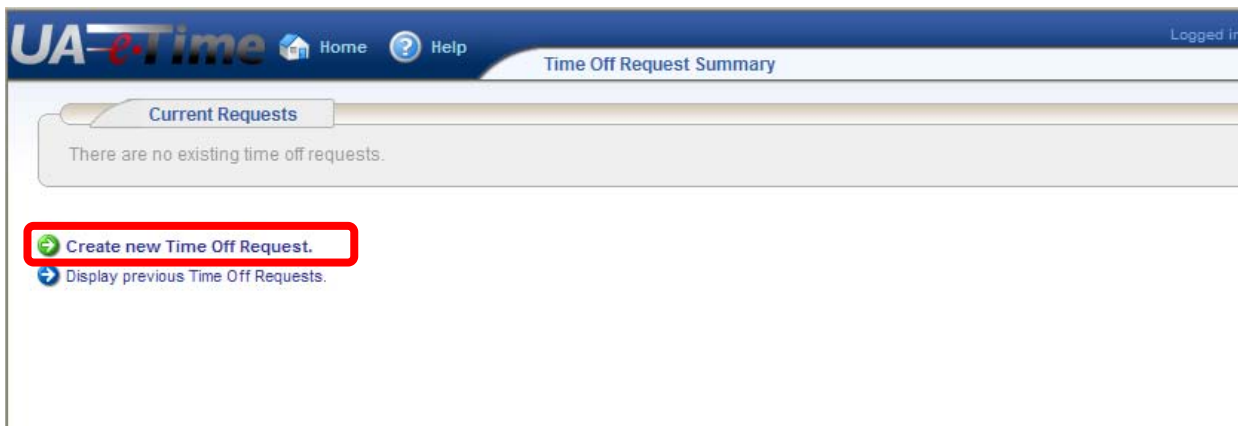 UA-e-Time Home Help
Logged in
Time Off Request Summary
Current Requests
There are no existing time off requests.
Create new Time Off Request.
Display previous Time Off Requests.